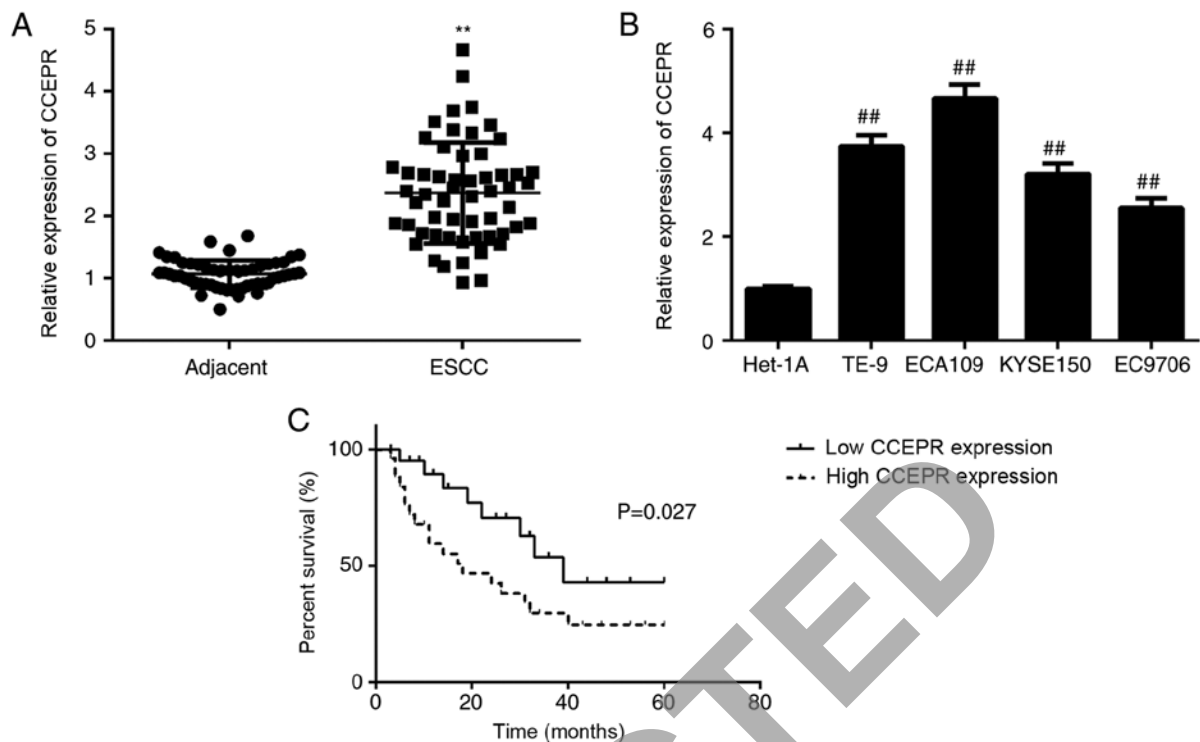 A
Relative expression of CCEPR
5
4
3
2
1
0
**
Adjacent
ESCC
B
Relative expression of CCEPR
6
4
2
0
##
##
##
##
Het-1A
TE-9
ECA109
KYSE150
EC9706
C
Percent survival (%)
100
50
0
0
20
40
60
80
Time (months)
Low CCEPR expression
High CCEPR expression
P=0.027
TED